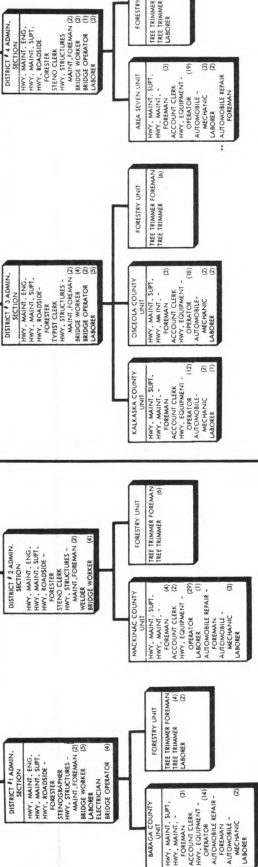 DISTRICT #1 ADMIN.
SECTION
HWY. MAINT. ENG.
HWY. MAINT. SUPT.
HWY. ROADSIDE -
FORESTER
STENOGRAPHER
HWY. STRUCTURES -
MAINT. FOREMAN (2)
BRIDGE WORKER (5)
LABORER
ELECTRICIAN
BRIDGE OPERATOR (4)
BARAGA COUNTY
UNIT
HWY. MAINT. SUPT.
HWY. MAINT. -
FOREMAN (3)
ACCOUNT CLERK
HWY. EQUIPMENT - (14)
OPERATOR
AUTOMOBILE REPAIR -
FOREMAN
AUTOMOBILE - (2)
MECHANIC
LABORER
FORESTRY UNIT
TREE TRIMMER FOREMAN
TREE TRIMMER (4)
LABORER (2)
DISTRICT #2 ADMIN.
SECTION
HWY. MAINT. ENG.
HWY. MAINT. SUPT.
HWY. ROADSIDE -
FORESTER
STENO CLERK
HWY. STRUCTURES -
MAINT. FOREMAN (2)
WELDER
BRIDGE WORKER (4)
MACKINAC COUNTY
UNIT
HWY. MAINT. SUPT.
HWY. MAINT. -
FOREMAN (4)
ACCOUNT CLERK (2)
HWY. EQUIPMENT - (29)
OPERATOR
LABORER (1)
AUTOMOBILE REPAIR -
FOREMAN
AUTOMOBILE - (3)
MECHANIC
LABORER
FORESTRY UNIT
TREE TRIMMER FOREMAN
TREE TRIMMER (6)
DISTRICT #3 ADMIN.
SECTION
HWY. MAINT. ENG.
HWY. MAINT. SUPT.
HWY. ROADSIDE
FORESTER
TYPIST CLERK
HWY. STRUCTURES -
MAINT. FOREMAN (2)
BRIDGE WORKER (4)
BRIDGE OPERATOR (2)
LABORER (5)
KALKASKA COUNTY
UNIT
HWY. MAINT. SUPT.
HWY. MAINT. -
FOREMAN
ACCOUNT CLERK
HWY. EQUIPMENT - (12)
OPERATOR
AUTOMOBILE-
MECHANIC (2)
LABORER (1)
OSCEOLA COUNTY
UNIT
HWY. MAINT. SUPT.
HWY. MAINT. -
FOREMAN (3)
ACCOUNT CLERK
HWY. EQUIPMENT - (18)
OPERATOR
AUTOMOBILE-
MECHANIC (2)
LABORER (2)
FORESTRY UNIT
TREE TRIMMER FOREMAN
TREE TRIMMER (6)
DISTRICT #4 ADMIN.
SECTION
HWY. MAINT. ENG.
HWY. MAINT. SUPT.
HWY. ROADSIDE
FORESTER
STENO CLERK
HWY. STRUCTURES
MAINT. FOREMAN (2)
BRIDGE WORKER (2)
BRIDGE OPERATOR (1)
LABORER (3)
AREA SEVEN UNIT
HWY. MAINT. SUPT.
HWY. MAINT. -
FOREMAN (3)
ACCOUNT CLERK
HWY. EQUIPMENT - (19)
OPERATOR
AUTOMOBILE -
MECHANIC (3)
LABORER (2)
AUTOMOBILE REPAIR
FOREMAN
FORESTRY
TREE TRIMMER
TREE TRIMMER
LABORER